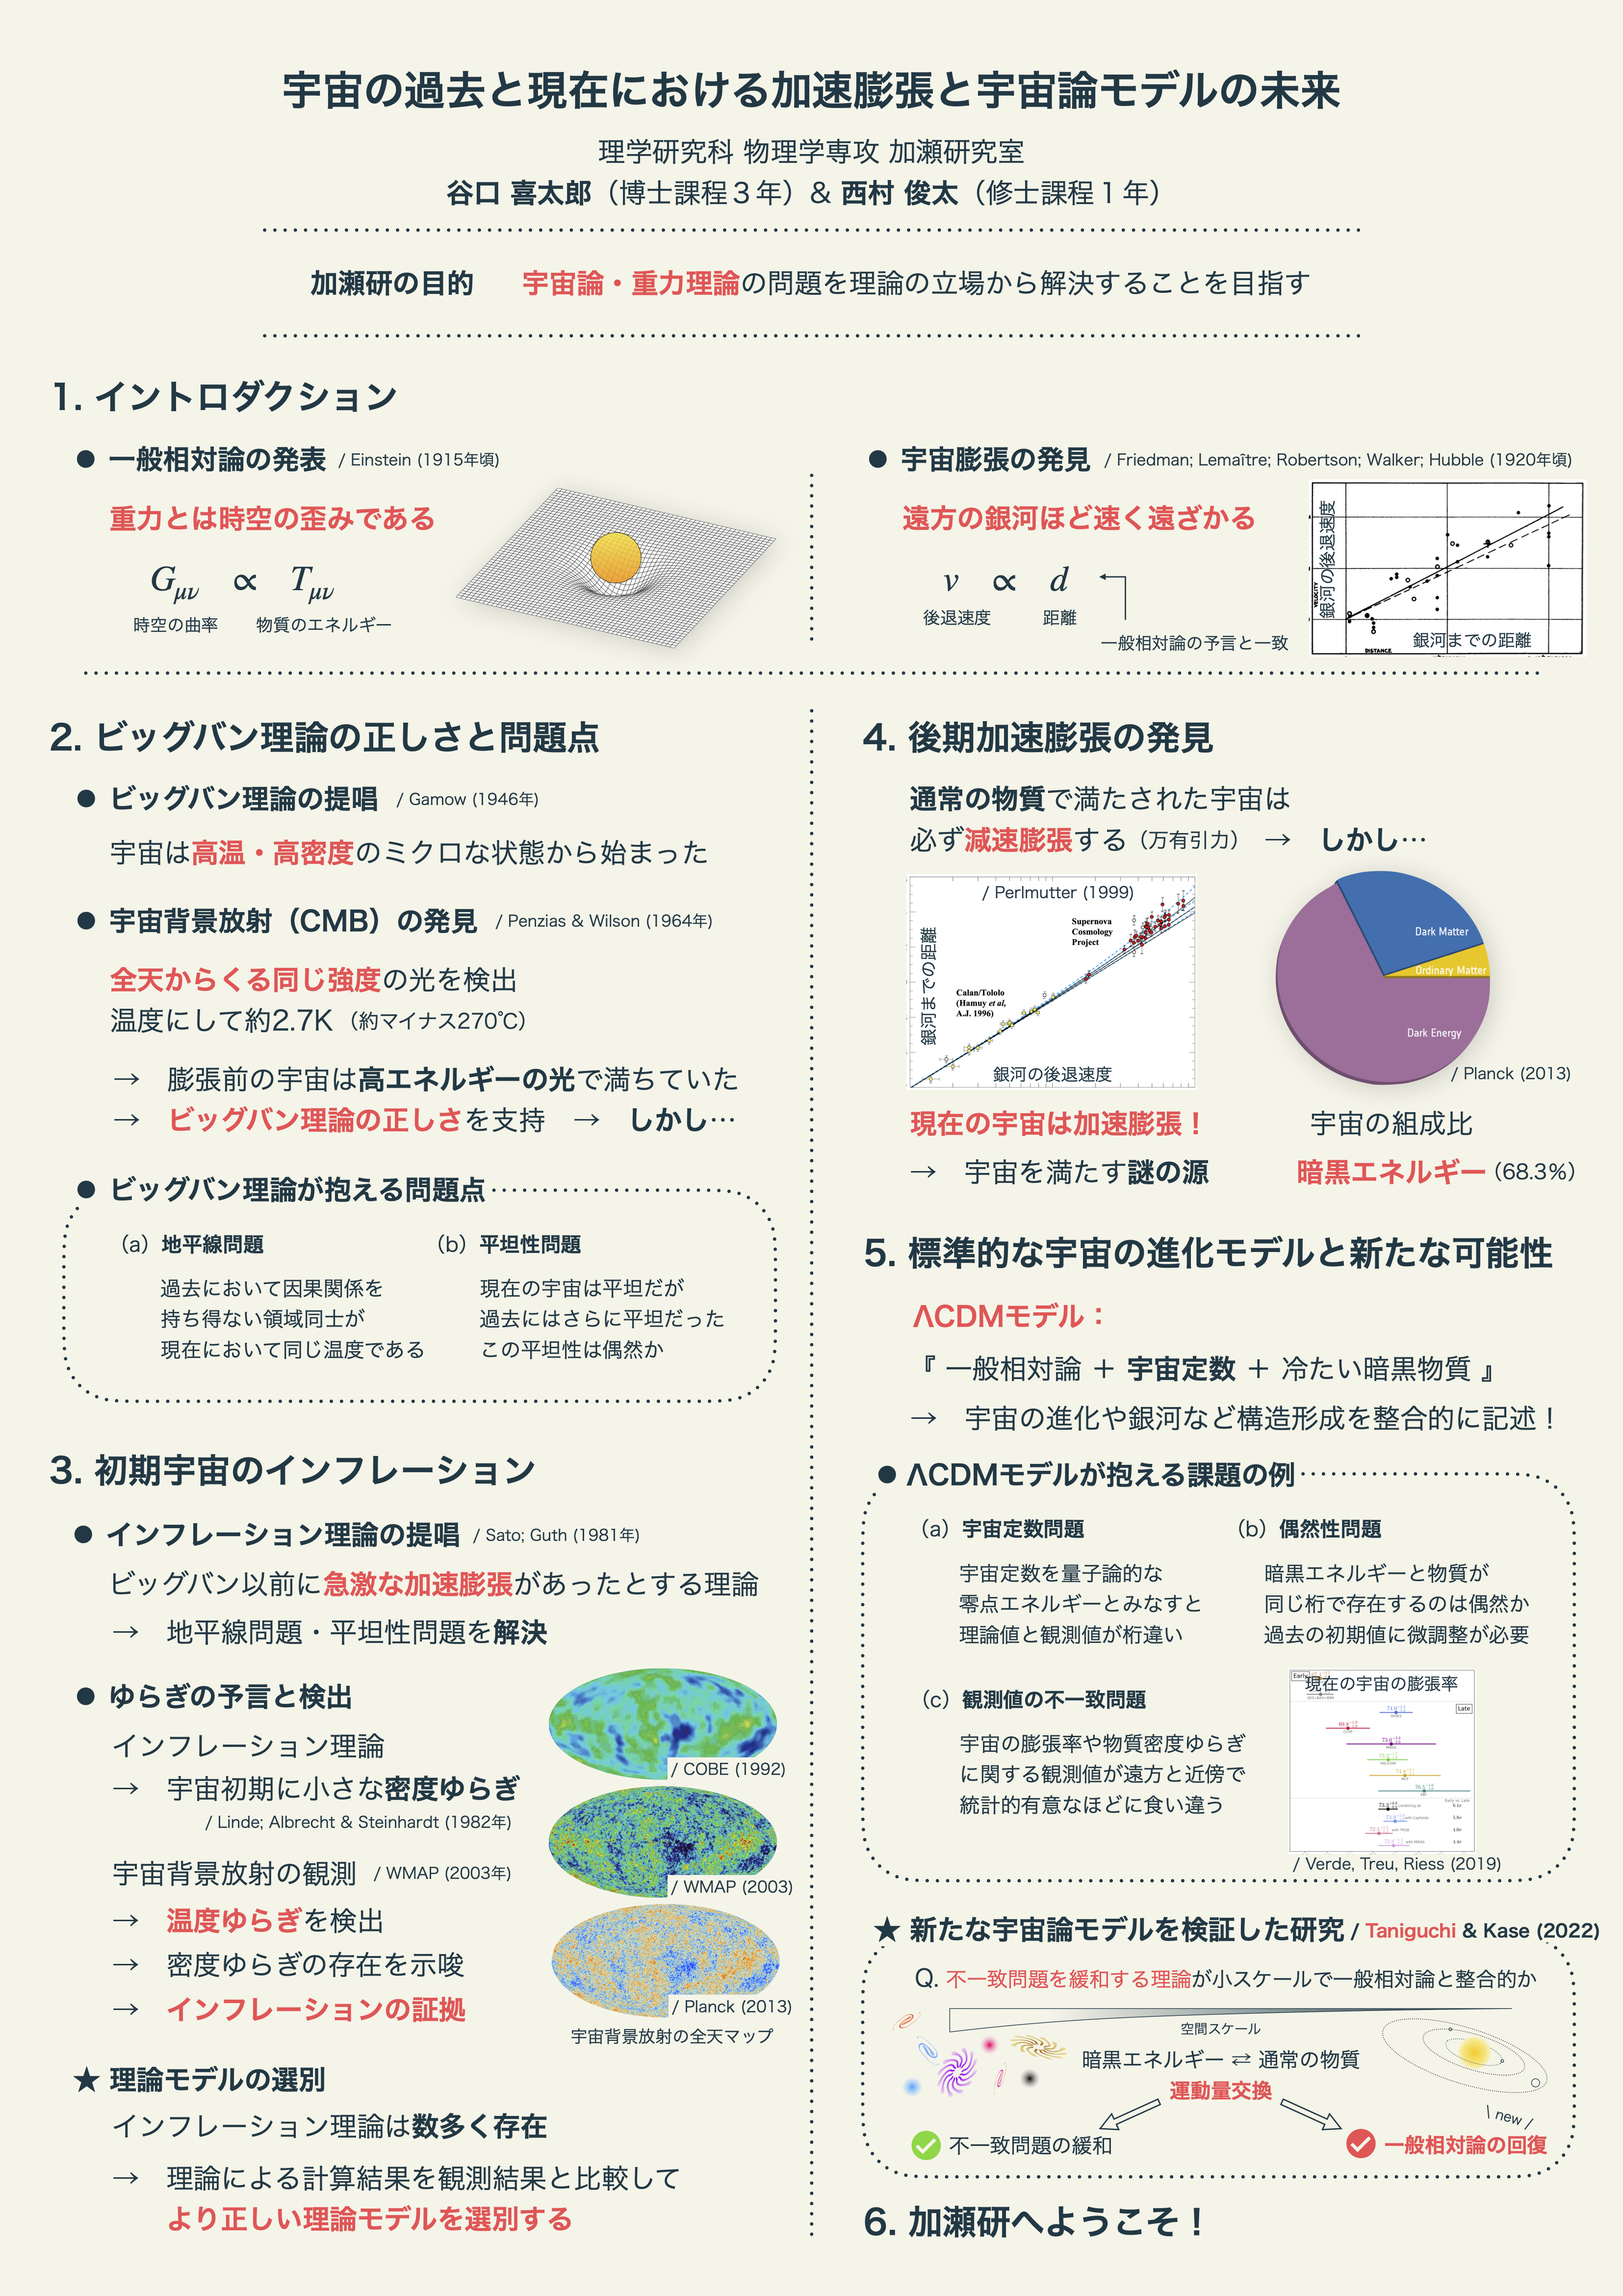 宇宙の過去と現在における加速膨張と宇宙論モデルの未来
理学研究科 物理学専攻 加瀬研究室
谷口 喜太郎（博士課程３年）& 西村 俊太（修士課程１年）
加瀬研の目的 宇宙論・重力理論の問題を理論の立場から解決することを目指す
1. イントロダクション
● 一般相対論の発表 / Einstein (1915年頃)
重力とは時空の歪みである
Gμν ∝ Tμν
時空の曲率 物質のエネルギー
● 宇宙膨張の発見 / Friedman; Lemaître; Robertson; Walker; Hubble (1920年頃)
遠方の銀河ほど速く遠ざかる
v ∝ d
後退速度 距離
一般相対論の予言と一致
銀河の後退速度
VELOCITY
銀河までの距離
DISTANCE
2. ビッグバン理論の正しさと問題点
● ビッグバン理論の提唱 / Gamow (1946年)
宇宙は高温・高密度のミクロな状態から始まった
● 宇宙背景放射（CMB）の発見 / Penzias & Wilson (1964年)
全天からくる同じ強度の光を検出
温度にして約2.7K（約マイナス270℃）
→ 膨張前の宇宙は高エネルギーの光で満ちていた
→ ビッグバン理論の正しさを支持 → しかし…
● ビッグバン理論が抱える問題点
（a）地平線問題
過去において因果関係を
持ち得ない領域同士が
現在において同じ温度である
（b）平坦性問題
現在の宇宙は平坦だが
過去にはさらに平坦だった
この平坦性は偶然か
3. 初期宇宙のインフレーション
● インフレーション理論の提唱 / Sato; Guth (1981年)
ビッグバン以前に急激な加速膨張があったとする理論
→ 地平線問題・平坦性問題を解決
● ゆらぎの予言と検出
インフレーション理論
→ 宇宙初期に小さな密度ゆらぎ
/ Linde; Albrecht & Steinhardt (1982年)
宇宙背景放射の観測 / WMAP (2003年)
→ 温度ゆらぎを検出
→ 密度ゆらぎの存在を示唆
→ インフレーションの証拠
/ COBE (1992)
/ WMAP (2003)
/ Planck (2013)
宇宙背景放射の全天マップ
★ 理論モデルの選別
インフレーション理論は数多く存在
→ 理論による計算結果を観測結果と比較して
より正しい理論モデルを選別する
4. 後期加速膨張の発見
通常の物質で満たされた宇宙は
必ず減速膨張する（万有引力） → しかし…
/ Perlmutter (1999)
Supernova
Cosmology
Project
Calan/Tololo
(Hamuy et al,
A.J. 1996)
銀河までの距離
銀河の後退速度
Dark Matter
Ordinary Matter
Dark Energy
/ Planck (2013)
現在の宇宙は加速膨張！
→ 宇宙を満たす謎の源
宇宙の組成比
暗黒エネルギー（68.3％）
5. 標準的な宇宙の進化モデルと新たな可能性
ΛCDMモデル：
『 一般相対論 ＋ 宇宙定数 ＋ 冷たい暗黒物質 』
→ 宇宙の進化や銀河など構造形成を整合的に記述！
● ΛCDMモデルが抱える課題の例
（a）宇宙定数問題
宇宙定数を量子論的な
零点エネルギーとみなすと
理論値と観測値が桁違い
（b）偶然性問題
暗黒エネルギーと物質が
同じ桁で存在するのは偶然か
過去の初期値に微調整が必要
（c）観測値の不一致問題
宇宙の膨張率や物質密度ゆらぎ
に関する観測値が遠方と近傍で
統計的有意なほどに食い違う
現在の宇宙の膨張率
Early
Late
/ Verde, Treu, Riess (2019)
★ 新たな宇宙論モデルを検証した研究 / Taniguchi & Kase (2022)
Q. 不一致問題を緩和する理論が小スケールで一般相対論と整合的か
空間スケール
暗黒エネルギー ⇄ 通常の物質
運動量交換
\ new /
不一致問題の緩和
一般相対論の回復
6. 加瀬研へようこそ！